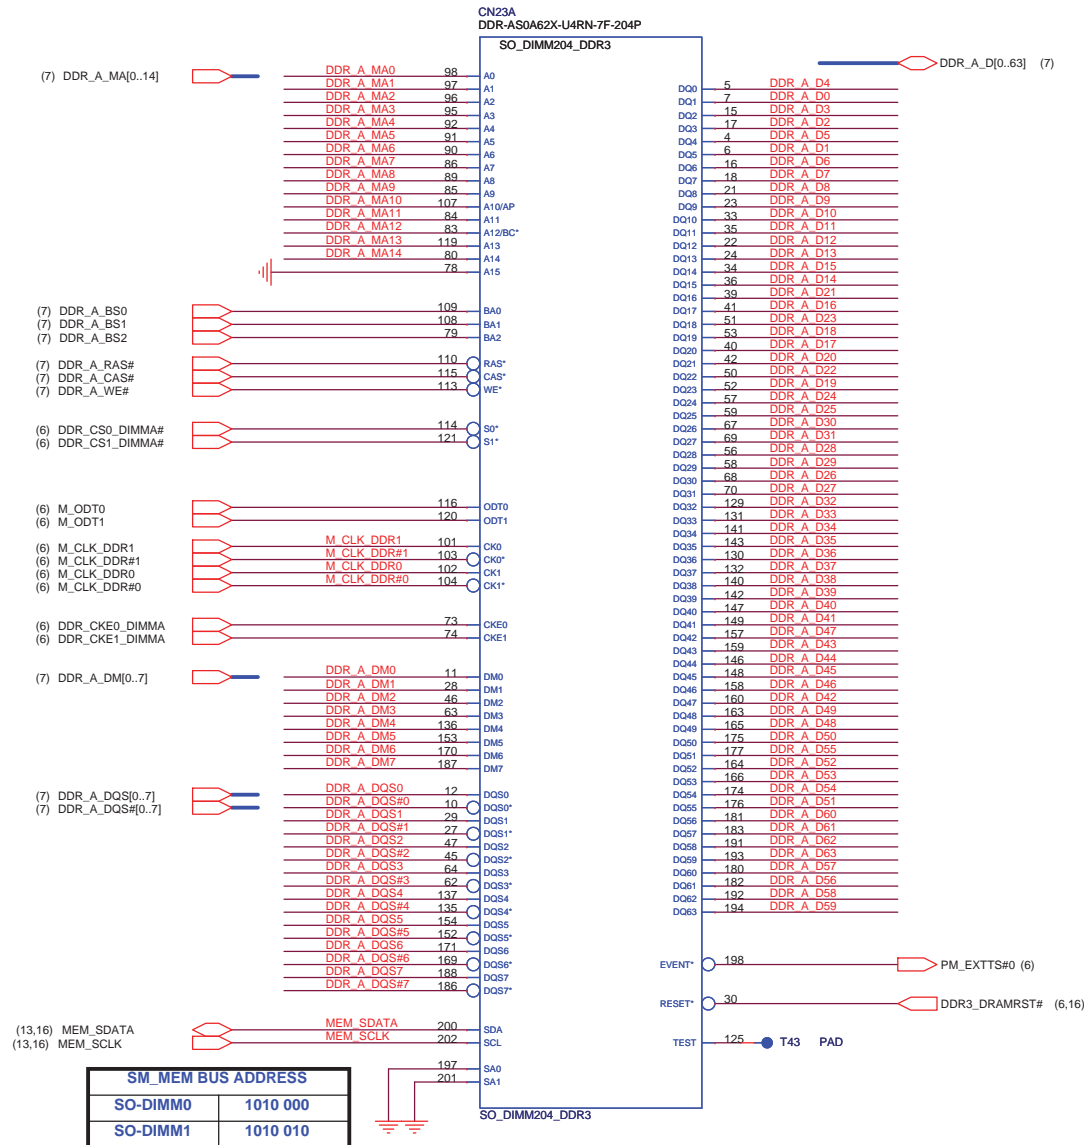 CN23A
DDR-AS0A62X-U4RN-7F-204P
SO_DIMM204_DDR3
(7) DDR_A_MA[0..14]
DDR_A_MA0 98 A0
DDR_A_MA1 97 A1
DDR_A_MA2 96 A2
DDR_A_MA3 95 A3
DDR_A_MA4 92 A4
DDR_A_MA5 91 A5
DDR_A_MA6 90 A6
DDR_A_MA7 86 A7
DDR_A_MA8 89 A8
DDR_A_MA9 85 A9
DDR_A_MA10 107 A10/AP
DDR_A_MA11 84 A11
DDR_A_MA12 83 A12/BC*
DDR_A_MA13 119 A13
DDR_A_MA14 80 A14
78 A15
(7) DDR_A_BS0 109 BA0
(7) DDR_A_BS1 108 BA1
(7) DDR_A_BS2 79 BA2
(7) DDR_A_RAS# 110 RAS*
(7) DDR_A_CAS# 115 CAS*
(7) DDR_A_WE# 113 WE*
(6) DDR_CS0_DIMMA# 114 S0*
(6) DDR_CS1_DIMMA# 121 S1*
(6) M_ODT0 116 ODT0
(6) M_ODT1 120 ODT1
(6) M_CLK_DDR1 M_CLK_DDR1 101 CK0
(6) M_CLK_DDR#1 M_CLK_DDR#1 103 CK0*
(6) M_CLK_DDR0 M_CLK_DDR0 102 CK1
(6) M_CLK_DDR#0 M_CLK_DDR#0 104 CK1*
(6) DDR_CKE0_DIMMA 73 CKE0
(6) DDR_CKE1_DIMMA 74 CKE1
(7) DDR_A_DM[0..7]
DDR_A_DM0 11 DM0
DDR_A_DM1 28 DM1
DDR_A_DM2 46 DM2
DDR_A_DM3 63 DM3
DDR_A_DM4 136 DM4
DDR_A_DM5 153 DM5
DDR_A_DM6 170 DM6
DDR_A_DM7 187 DM7
(7) DDR_A_DQS[0..7]
(7) DDR_A_DQS#[0..7]
DDR_A_DQS0 12 DQS0
DDR_A_DQS#0 10 DQS0*
DDR_A_DQS1 29 DQS1
DDR_A_DQS#1 27 DQS1*
DDR_A_DQS2 47 DQS2
DDR_A_DQS#2 45 DQS2*
DDR_A_DQS3 64 DQS3
DDR_A_DQS#3 62 DQS3*
DDR_A_DQS4 137 DQS4
DDR_A_DQS#4 135 DQS4*
DDR_A_DQS5 154 DQS5
DDR_A_DQS#5 152 DQS5*
DDR_A_DQS6 171 DQS6
DDR_A_DQS#6 169 DQS6*
DDR_A_DQS7 188 DQS7
DDR_A_DQS#7 186 DQS7*
(13,16) MEM_SDATA MEM_SDATA 200 SDA
(13,16) MEM_SCLK MEM_SCLK 202 SCL
197 SA0
201 SA1
DDR_A_D[0..63] (7)
DQ0 5 DDR_A_D4
DQ1 7 DDR_A_D0
DQ2 15 DDR_A_D3
DQ3 17 DDR_A_D2
DQ4 4 DDR_A_D5
DQ5 6 DDR_A_D1
DQ6 16 DDR_A_D6
DQ7 18 DDR_A_D7
DQ8 21 DDR_A_D8
DQ9 23 DDR_A_D9
DQ10 33 DDR_A_D10
DQ11 35 DDR_A_D11
DQ12 22 DDR_A_D12
DQ13 24 DDR_A_D13
DQ14 34 DDR_A_D15
DQ15 36 DDR_A_D14
DQ16 39 DDR_A_D21
DQ17 41 DDR_A_D16
DQ18 51 DDR_A_D23
DQ19 53 DDR_A_D18
DQ20 40 DDR_A_D17
DQ21 42 DDR_A_D20
DQ22 50 DDR_A_D22
DQ23 52 DDR_A_D19
DQ24 57 DDR_A_D24
DQ25 59 DDR_A_D25
DQ26 67 DDR_A_D30
DQ27 69 DDR_A_D31
DQ28 56 DDR_A_D28
DQ29 58 DDR_A_D29
DQ30 68 DDR_A_D26
DQ31 70 DDR_A_D27
DQ32 129 DDR_A_D32
DQ33 131 DDR_A_D33
DQ34 141 DDR_A_D34
DQ35 143 DDR_A_D35
DQ36 130 DDR_A_D36
DQ37 132 DDR_A_D37
DQ38 140 DDR_A_D38
DQ39 142 DDR_A_D39
DQ40 147 DDR_A_D40
DQ41 149 DDR_A_D41
DQ42 157 DDR_A_D47
DQ43 159 DDR_A_D43
DQ44 146 DDR_A_D44
DQ45 148 DDR_A_D45
DQ46 158 DDR_A_D46
DQ47 160 DDR_A_D42
DQ48 163 DDR_A_D49
DQ49 165 DDR_A_D48
DQ50 175 DDR_A_D50
DQ51 177 DDR_A_D55
DQ52 164 DDR_A_D52
DQ53 166 DDR_A_D53
DQ54 174 DDR_A_D54
DQ55 176 DDR_A_D51
DQ56 181 DDR_A_D60
DQ57 183 DDR_A_D61
DQ58 191 DDR_A_D62
DQ59 193 DDR_A_D63
DQ60 180 DDR_A_D57
DQ61 182 DDR_A_D56
DQ62 192 DDR_A_D58
DQ63 194 DDR_A_D59
EVENT* 198 PM_EXTTS#0 (6)
RESET* 30 DDR3_DRAMRST# (6,16)
TEST 125 T43 PAD
SO_DIMM204_DDR3
SM_MEM BUS ADDRESS
SO-DIMM0 1010 000
SO-DIMM1 1010 010